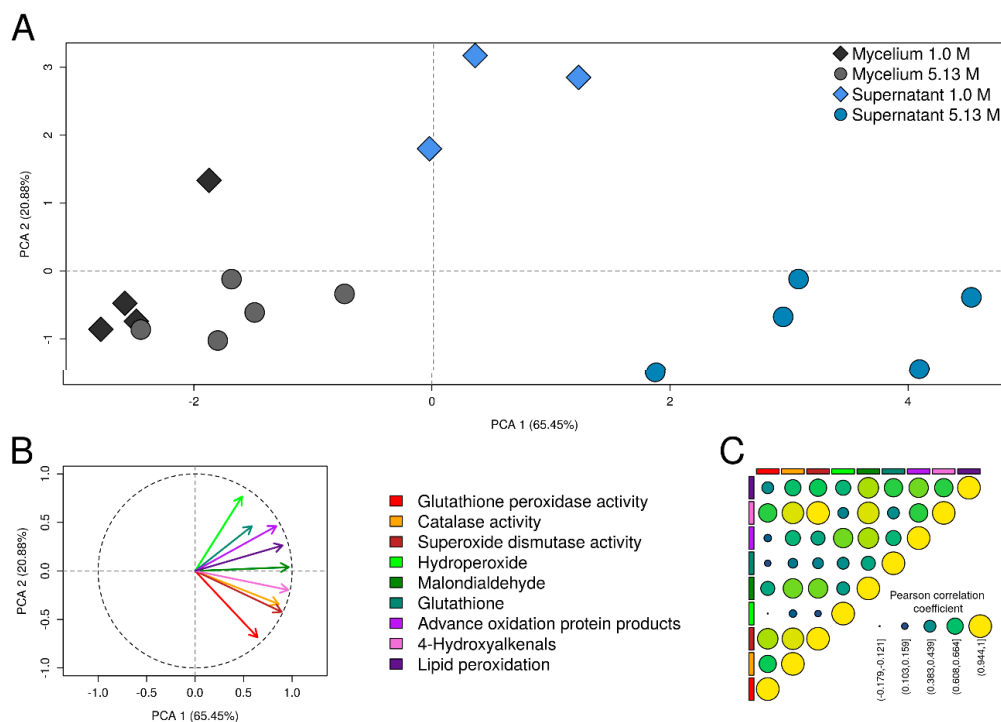 A
Mycelium 1.0 M
Mycelium 5.13 M
Supernatant 1.0 M
Supernatant 5.13 M
PCA 2 (20.88%)
3
2
1
0
-1
-2
0
2
4
PCA 1 (65.45%)
B
PCA 2 (20.88%)
1.0
0.5
0.0
-0.5
-1.0
-1.0
-0.5
0.0
0.5
1.0
PCA 1 (65.45%)
Glutathione peroxidase activity
Catalase activity
Superoxide dismutase activity
Hydroperoxide
Malondialdehyde
Glutathione
Advance oxidation protein products
4-Hydroxyalkenals
Lipid peroxidation
C
Pearson correlation
coefficient
(-0.179,-0.121]
(0.103,0.159]
(0.383,0.439]
(0.608,0.664]
(0.944,1]